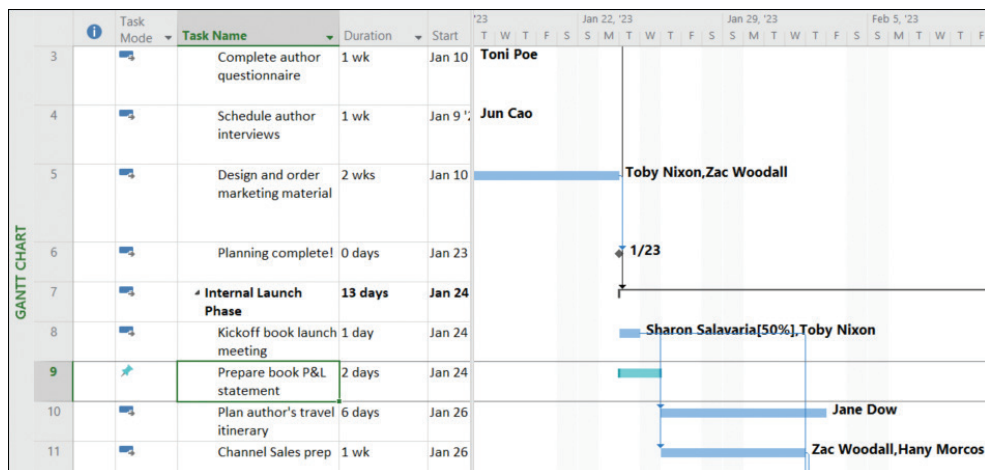 '23 Jan 22, '23 Jan 29, '23 Feb 5, '23
Task
Mode Task Name Duration Start T W T F S S M T W T F S S M T W T F S S M T W T F
3 Complete author 1 wk Jan 10 Toni Poe
questionnaire
4 Schedule author 1 wk Jan 9 '2 Jun Cao
interviews
5 Design and order 2 wks Jan 10 Toby Nixon,Zac Woodall
marketing material
6 Planning complete! 0 days Jan 23 1/23
GANTT CHART
7 Internal Launch 13 days Jan 24
Phase
8 Kickoff book launch 1 day Jan 24 Sharon Salavaria[50%],Toby Nixon
meeting
9 Prepare book P&L 2 days Jan 24
statement
10 Plan author's travel 6 days Jan 26 Jane Dow
itinerary
11 Channel Sales prep 1 wk Jan 26 Zac Woodall,Hany Morcos